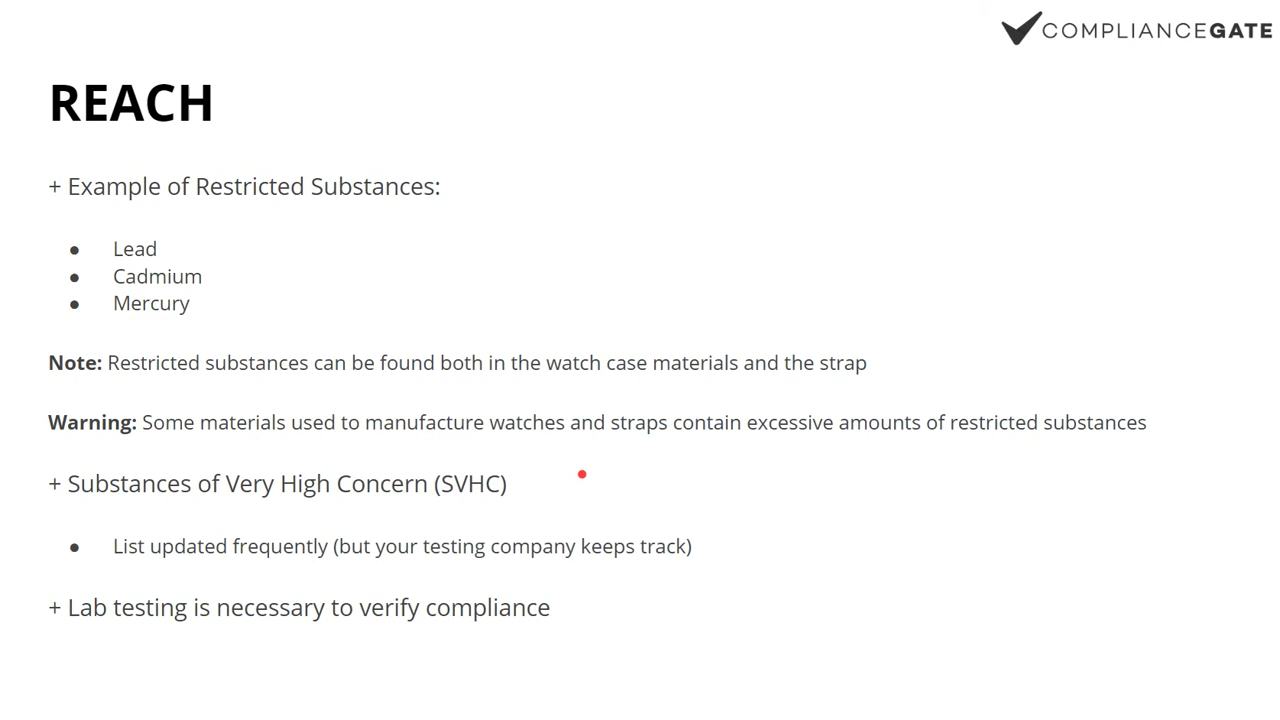 COMPLIANCEGATE
REACH
+ Example of Restricted Substances:
● Lead
● Cadmium
● Mercury
Note: Restricted substances can be found both in the watch case materials and the strap
Warning: Some materials used to manufacture watches and straps contain excessive amounts of restricted substances
+ Substances of Very High Concern (SVHC)
● List updated frequently (but your testing company keeps track)
+ Lab testing is necessary to verify compliance